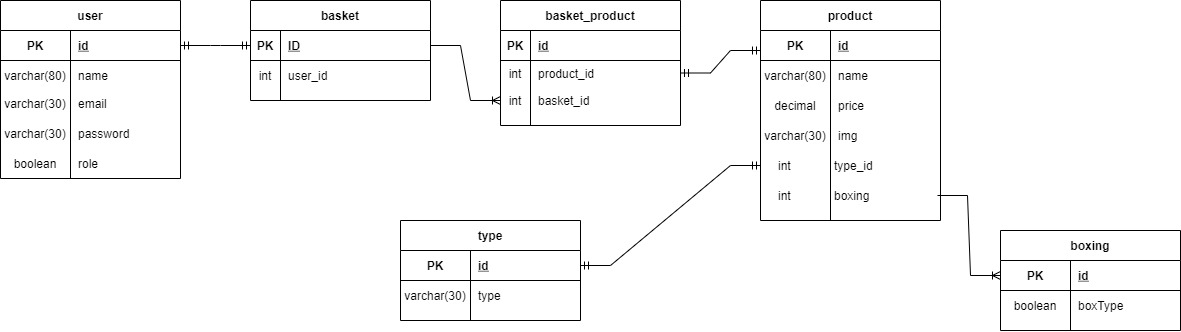 user
PK id
varchar(80) name
varchar(30) email
varchar(30) password
boolean role
basket
PK ID
int user_id
basket_product
PK id
int product_id
int basket_id
product
PK id
varchar(80) name
decimal price
varchar(30) img
int type_id
int boxing
type
PK id
varchar(30) type
boxing
PK id
boolean boxType